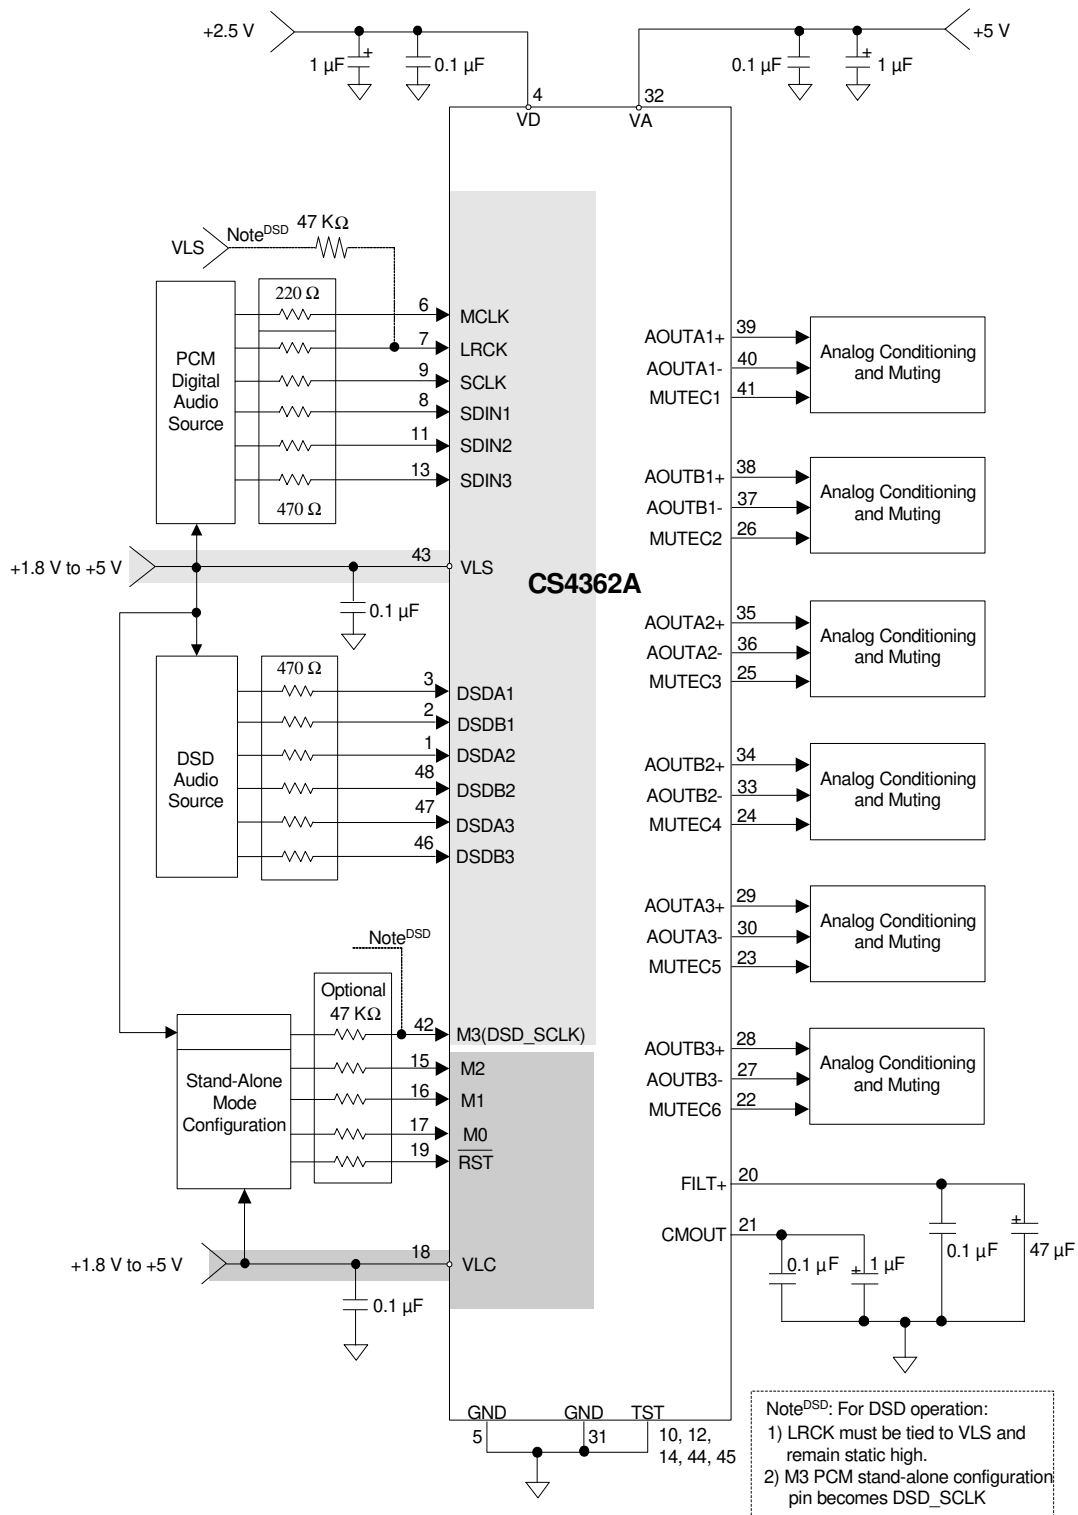 +2.5 V
+5 V
1 µF
+
0.1 µF
0.1 µF
+
1 µF
4
32
VD
VA
VLS
Note^DSD
47 KΩ
220 Ω
470 Ω
PCM
Digital
Audio
Source
6
MCLK
7
LRCK
9
SCLK
8
SDIN1
11
SDIN2
13
SDIN3
+1.8 V to +5 V
43
VLS
0.1 µF
CS4362A
DSD
Audio
Source
470 Ω
3
DSDA1
2
DSDB1
1
DSDA2
48
DSDB2
47
DSDA3
46
DSDB3
Note^DSD
Optional
47 KΩ
Stand-Alone
Mode
Configuration
42
M3(DSD_SCLK)
15
M2
16
M1
17
M0
19
RST
+1.8 V to +5 V
18
VLC
0.1 µF
AOUTA1+
39
AOUTA1-
40
MUTEC1
41
Analog Conditioning
and Muting
AOUTB1+
38
AOUTB1-
37
MUTEC2
26
Analog Conditioning
and Muting
AOUTA2+
35
AOUTA2-
36
MUTEC3
25
Analog Conditioning
and Muting
AOUTB2+
34
AOUTB2-
33
MUTEC4
24
Analog Conditioning
and Muting
AOUTA3+
29
AOUTA3-
30
MUTEC5
23
Analog Conditioning
and Muting
AOUTB3+
28
AOUTB3-
27
MUTEC6
22
Analog Conditioning
and Muting
FILT+
20
CMOUT
21
0.1 µF
+
1 µF
0.1 µF
+
47 µF
GND
GND
TST
5
31
10, 12,
14, 44, 45
Note^DSD: For DSD operation:
1) LRCK must be tied to VLS and
remain static high.
2) M3 PCM stand-alone configuration
pin becomes DSD_SCLK